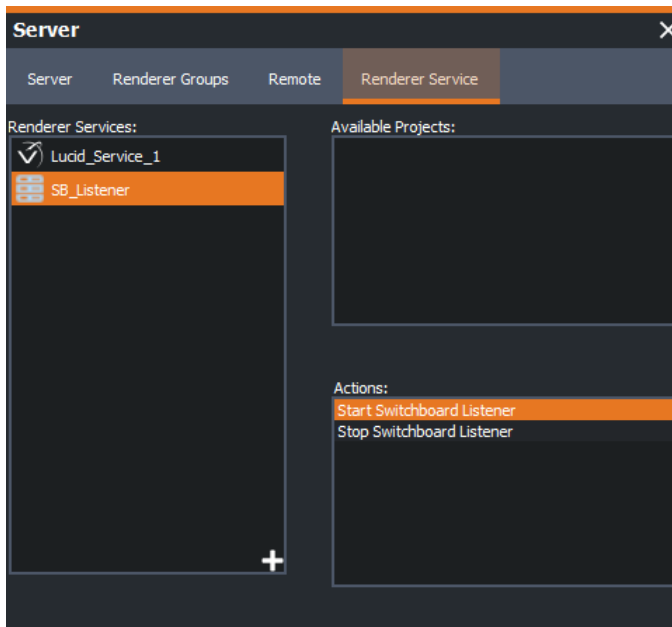 Server
Server Renderer Groups Remote Renderer Service
Renderer Services:
Lucid_Service_1
SB_Listener
Available Projects:
Actions:
Start Switchboard Listener
Stop Switchboard Listener